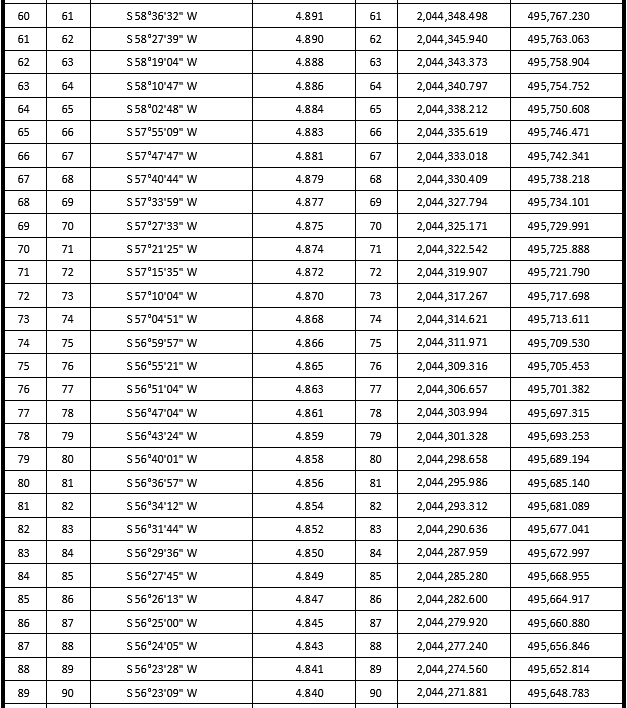 60 61 S 58°36'32" W 4.891 61 2,044,348.498 495,767.230
61 62 S 58°27'39" W 4.890 62 2,044,345.940 495,763.063
62 63 S 58°19'04" W 4.888 63 2,044,343.373 495,758.904
63 64 S 58°10'47" W 4.886 64 2,044,340.797 495,754.752
64 65 S 58°02'48" W 4.884 65 2,044,338.212 495,750.608
65 66 S 57°55'09" W 4.883 66 2,044,335.619 495,746.471
66 67 S 57°47'47" W 4.881 67 2,044,333.018 495,742.341
67 68 S 57°40'44" W 4.879 68 2,044,330.409 495,738.218
68 69 S 57°33'59" W 4.877 69 2,044,327.794 495,734.101
69 70 S 57°27'33" W 4.875 70 2,044,325.171 495,729.991
70 71 S 57°21'25" W 4.874 71 2,044,322.542 495,725.888
71 72 S 57°15'35" W 4.872 72 2,044,319.907 495,721.790
72 73 S 57°10'04" W 4.870 73 2,044,317.267 495,717.698
73 74 S 57°04'51" W 4.868 74 2,044,314.621 495,713.611
74 75 S 56°59'57" W 4.866 75 2,044,311.971 495,709.530
75 76 S 56°55'21" W 4.865 76 2,044,309.316 495,705.453
76 77 S 56°51'04" W 4.863 77 2,044,306.657 495,701.382
77 78 S 56°47'04" W 4.861 78 2,044,303.994 495,697.315
78 79 S 56°43'24" W 4.859 79 2,044,301.328 495,693.253
79 80 S 56°40'01" W 4.858 80 2,044,298.658 495,689.194
80 81 S 56°36'57" W 4.856 81 2,044,295.986 495,685.140
81 82 S 56°34'12" W 4.854 82 2,044,293.312 495,681.089
82 83 S 56°31'44" W 4.852 83 2,044,290.636 495,677.041
83 84 S 56°29'36" W 4.850 84 2,044,287.959 495,672.997
84 85 S 56°27'45" W 4.849 85 2,044,285.280 495,668.955
85 86 S 56°26'13" W 4.847 86 2,044,282.600 495,664.917
86 87 S 56°25'00" W 4.845 87 2,044,279.920 495,660.880
87 88 S 56°24'05" W 4.843 88 2,044,277.240 495,656.846
88 89 S 56°23'28" W 4.841 89 2,044,274.560 495,652.814
89 90 S 56°23'09" W 4.840 90 2,044,271.881 495,648.783